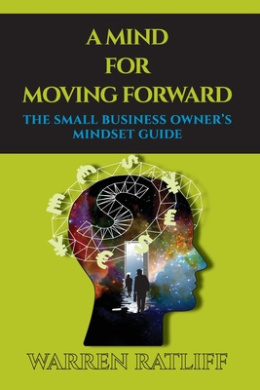 A MIND
FOR
MOVING FORWARD
THE SMALL BUSINESS OWNER'S
MINDSET GUIDE
WARREN RATLIFF